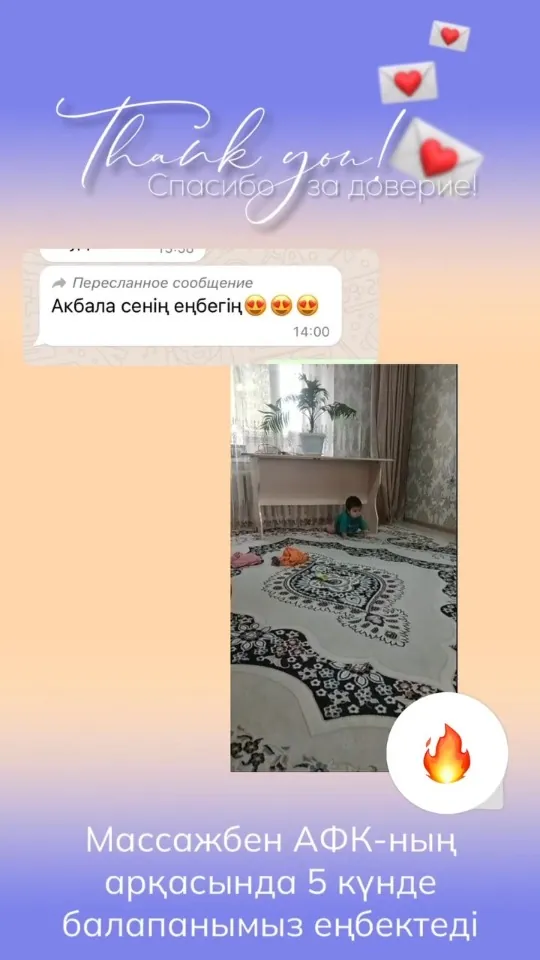 Thank you!
Спасибо за доверие!
Пересланное сообщение
Акбала сенің еңбегің😍😍😍
14:00
Массажбен АФК-ның
арқасында 5 күнде
балапанымыз еңбектеді